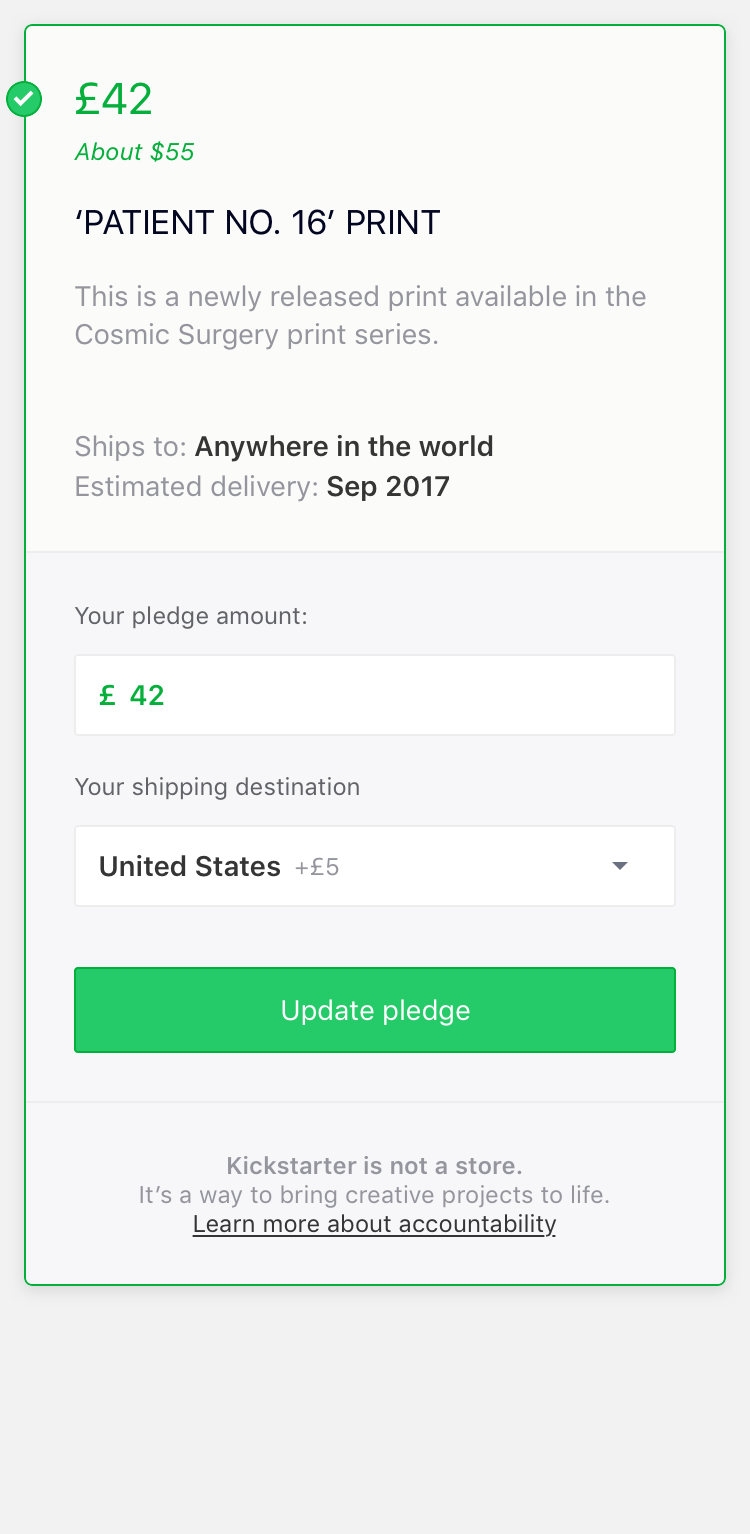 £42
About $55
‘PATIENT NO. 16’ PRINT
This is a newly released print available in the
Cosmic Surgery print series.
Ships to: Anywhere in the world
Estimated delivery: Sep 2017
Your pledge amount:
£ 42
Your shipping destination
United States +£5
Update pledge
Kickstarter is not a store.
It’s a way to bring creative projects to life.
Learn more about accountability